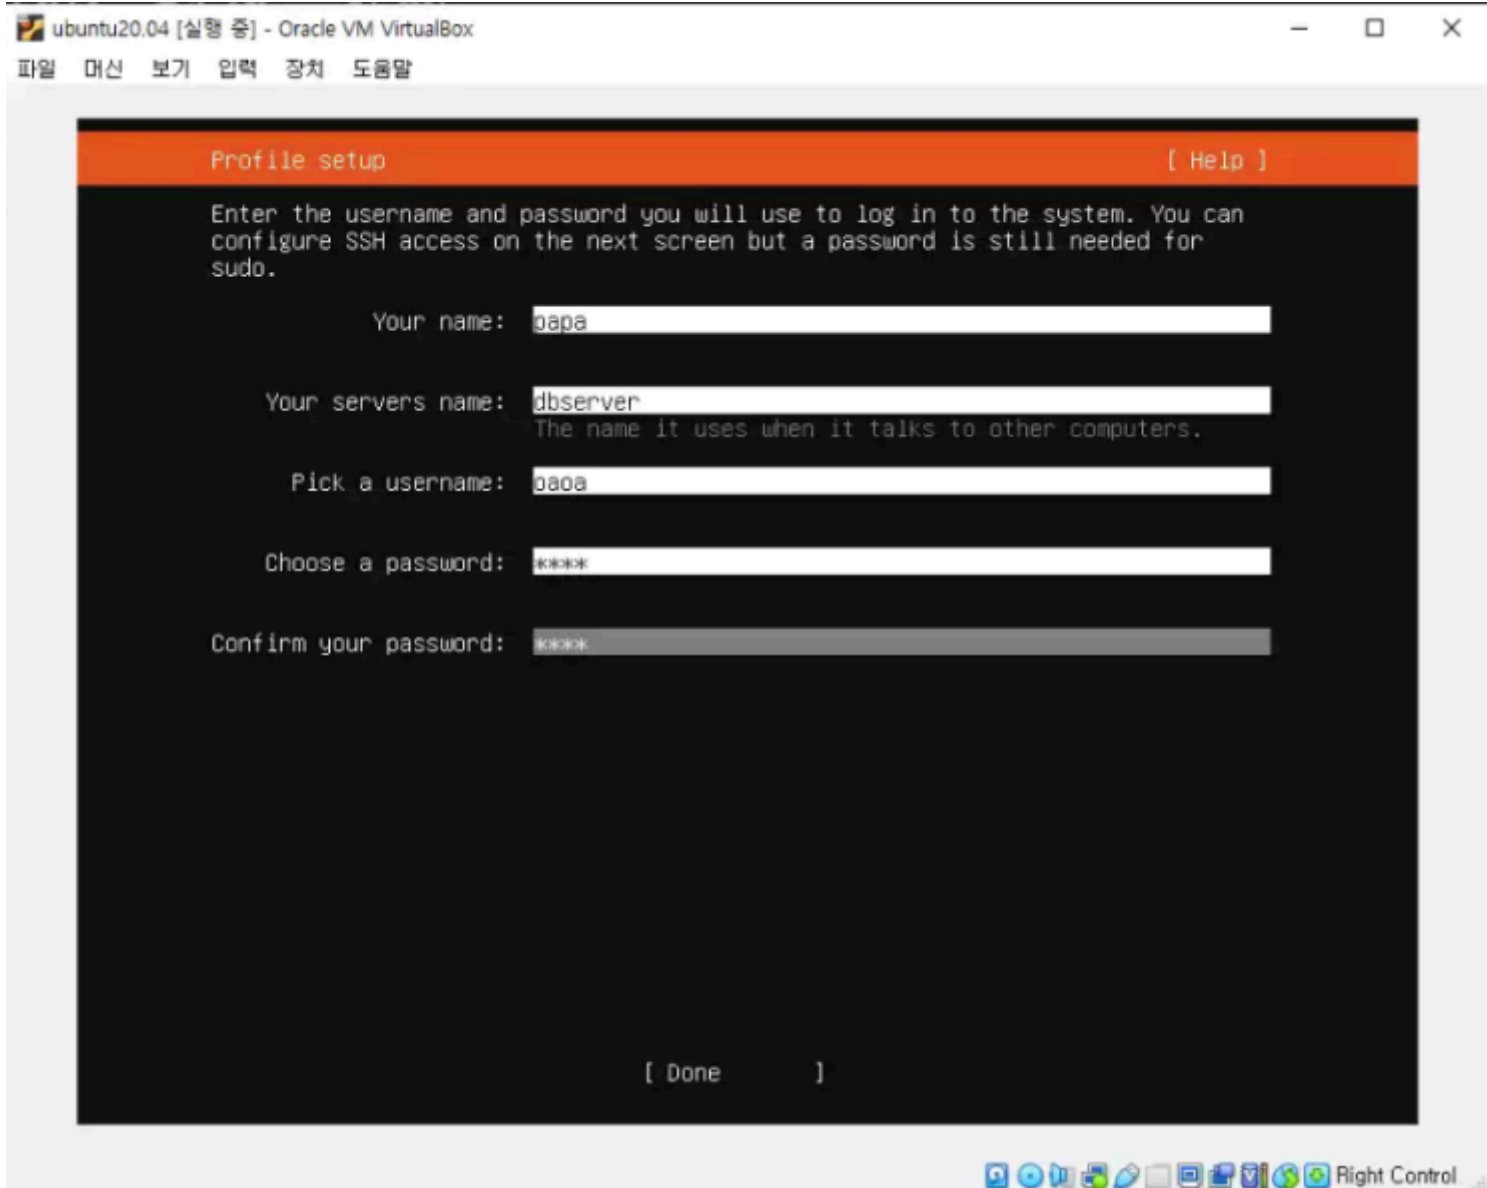 ubuntu20.04 [실행 중] - Oracle VM VirtualBox
파일 머신 보기 입력 장치 도움말
Profile setup [ Help ]
Enter the username and password you will use to log in to the system. You can
configure SSH access on the next screen but a password is still needed for
sudo.
Your name: papa
Your servers name: dbserver
The name it uses when it talks to other computers.
Pick a username:
Choose a password: ****
Confirm your password: ****
[ Done ]
Right Control